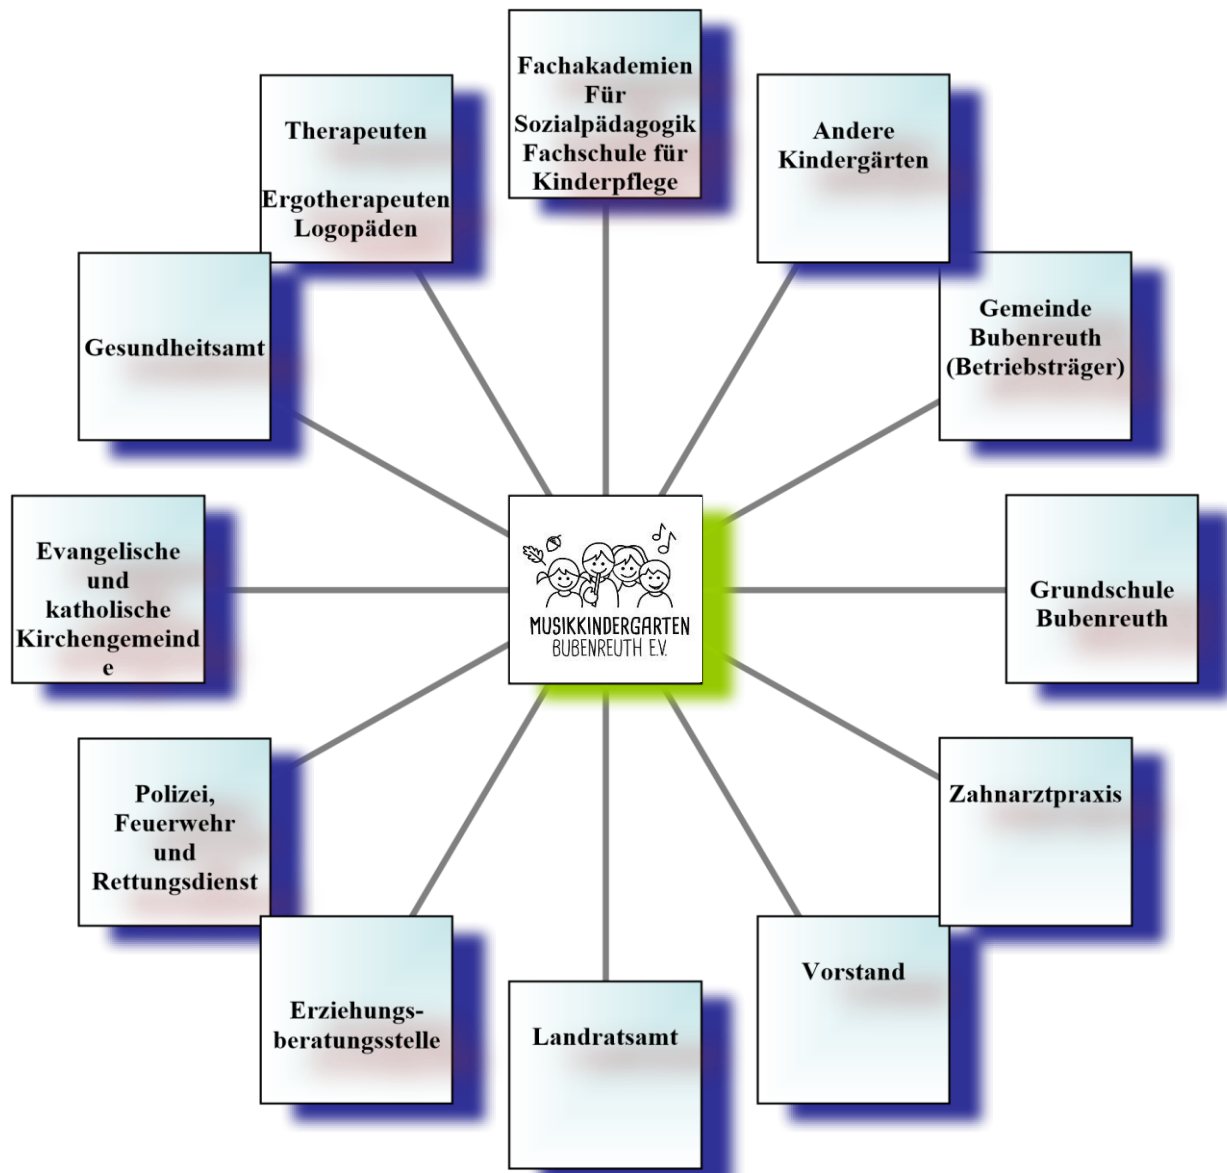 Fachakademien
Für
Sozialpädagogik
Fachschule für
Kinderpflege
Andere
Kindergärten
Gemeinde
Bubenreuth
(Betriebsträger)
Grundschule
Bubenreuth
Zahnarztpraxis
Vorstand
Landratsamt
Erziehungs-
beratungsstelle
Polizei,
Feuerwehr
und
Rettungsdienst
Evangelische
und
katholische
Kirchengemeind
e
Gesundheitsamt
Therapeuten
Ergotherapeuten
Logopäden
MUSIKKINDERGARTEN
BUBENREUTH E.V.